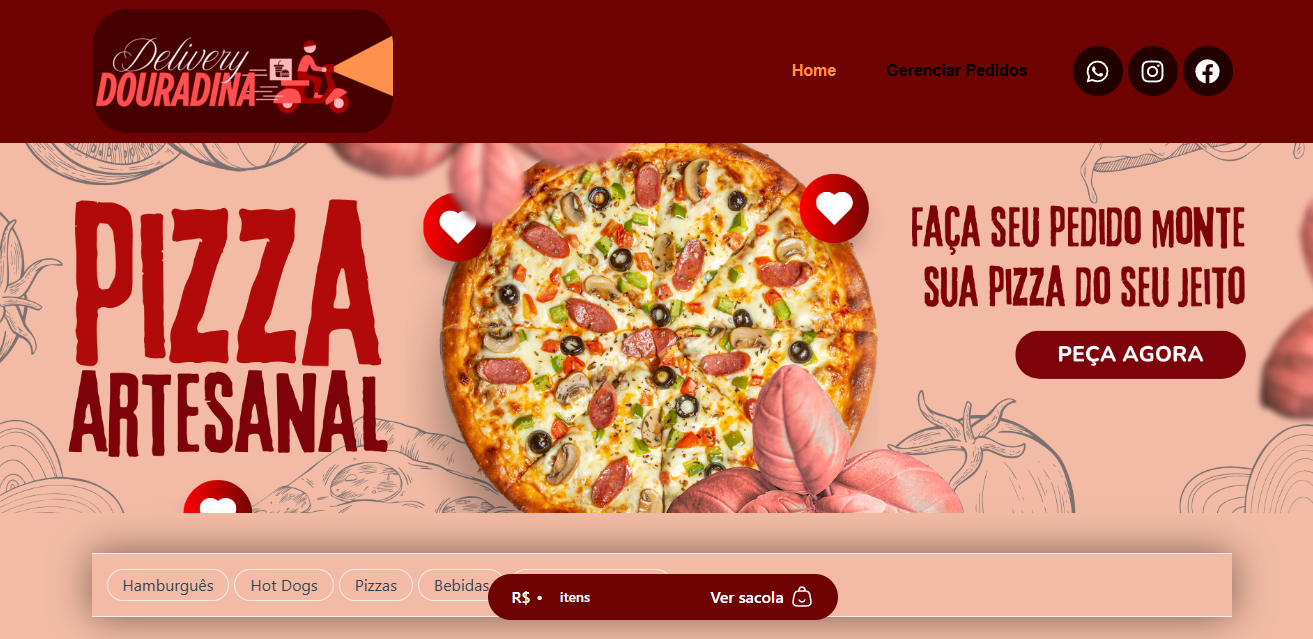 Delivery
DOURADINA
Home
Gerenciar Pedidos
PIZZA
ARTESANAL
FAÇA SEU PEDIDO MONTE
SUA PIZZA DO SEU JEITO
PEÇA AGORA
Hamburguês
Hot Dogs
Pizzas
Bebidas
R$ • itens
Ver sacola